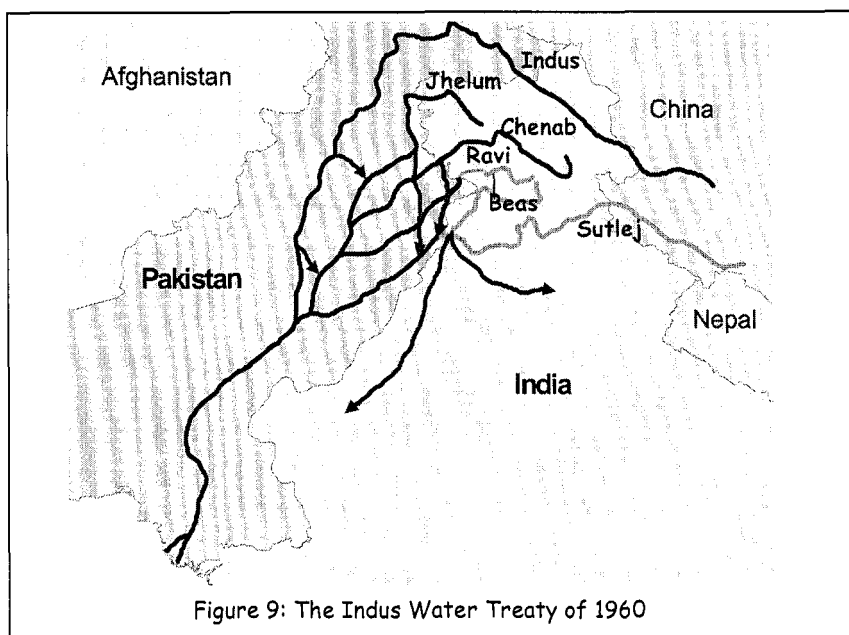 Afghanistan
Indus
Jhelum
China
Chenab
Ravi
Beas
Sutlej
Pakistan
Nepal
India
Figure 9: The Indus Water Treaty of 1960